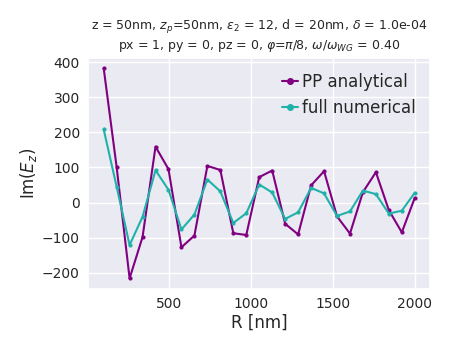 z = 50nm, z_p=50nm, ε_2 = 12, d = 20nm, δ = 1.0e-04
px = 1, py = 0, pz = 0, φ=π/8, ω/ω_WG = 0.40
PP analytical
full numerical
400
300
200
100
0
−100
−200
Im(E_z)
500
1000
1500
2000
R [nm]